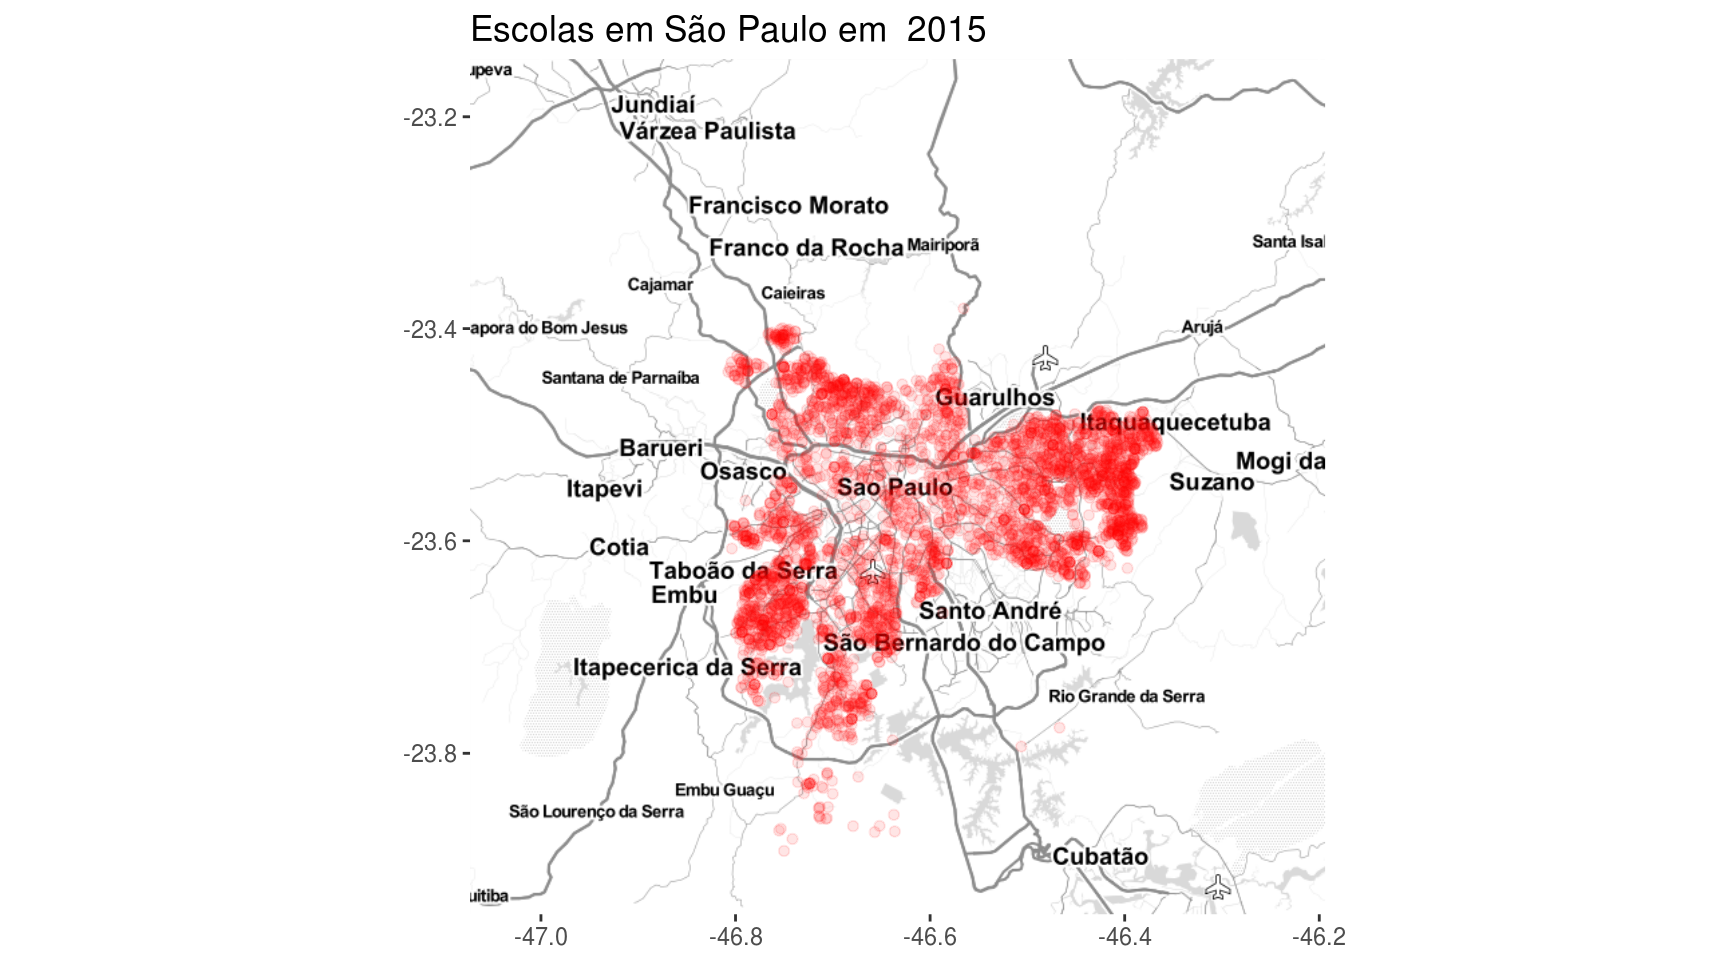 Escolas em São Paulo em  2015
upeva
Jundiaí
-23.2
Várzea Paulista
Francisco Morato
Franco da Rocha
Mairiporã
Santa Isal
Cajamar
Caieiras
-23.4
apora do Bom Jesus
Arujá
Santana de Parnaíba
Guarulhos
Itaquaquecetuba
Barueri
Osasco
Mogi da
Itapevi
Sao Paulo
Suzano
-23.6
Cotia
Taboão da Serra
Embu
Santo André
São Bernardo do Campo
Itapecerica da Serra
Rio Grande da Serra
-23.8
Embu Guaçu
São Lourenço da Serra
Cubatão
uitiba
-47.0
-46.8
-46.6
-46.4
-46.2